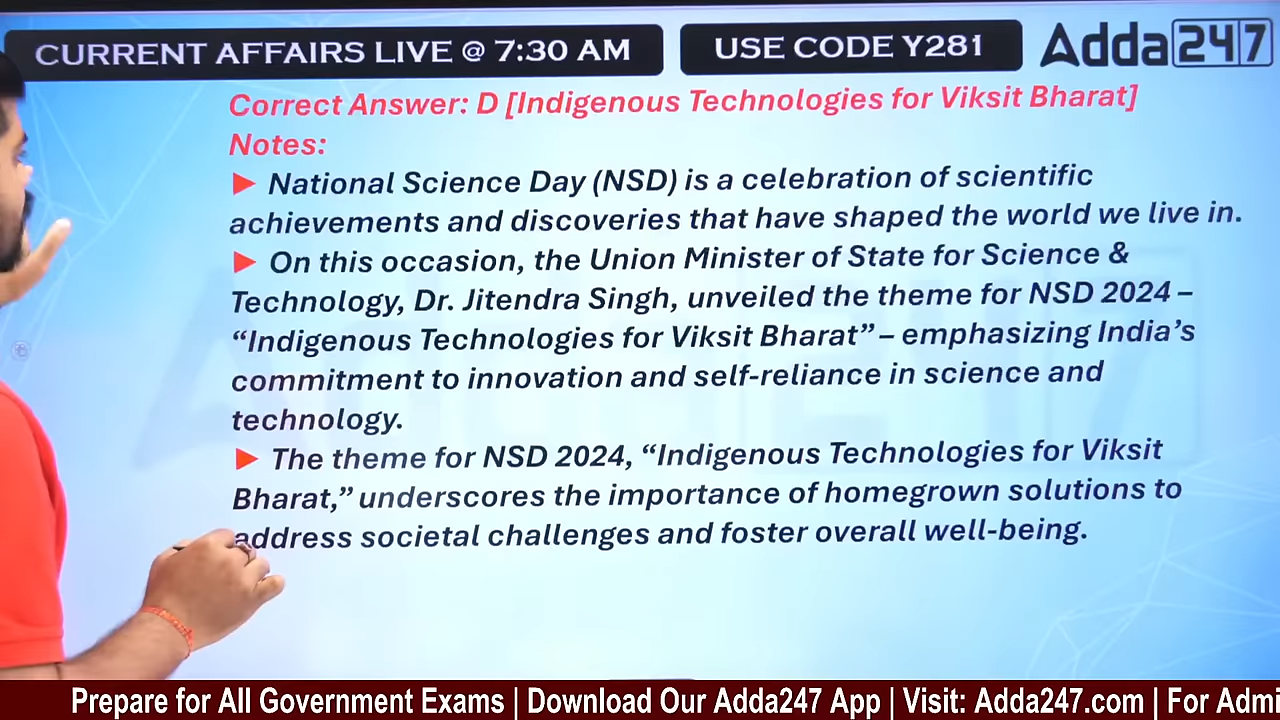 CURRENT AFFAIRS LIVE @ 7:30 AM
USE CODE Y281
Adda247
Correct Answer: D [Indigenous Technologies for Viksit Bharat]
Notes:
► National Science Day (NSD) is a celebration of scientific
achievements and discoveries that have shaped the world we live in.
► On this occasion, the Union Minister of State for Science &
Technology, Dr. Jitendra Singh, unveiled the theme for NSD 2024 –
“Indigenous Technologies for Viksit Bharat” – emphasizing India’s
commitment to innovation and self-reliance in science and
technology.
► The theme for NSD 2024, “Indigenous Technologies for Viksit
Bharat,” underscores the importance of homegrown solutions to
address societal challenges and foster overall well-being.
Prepare for All Government Exams | Download Our Adda247 App | Visit: Adda247.com | For Admi